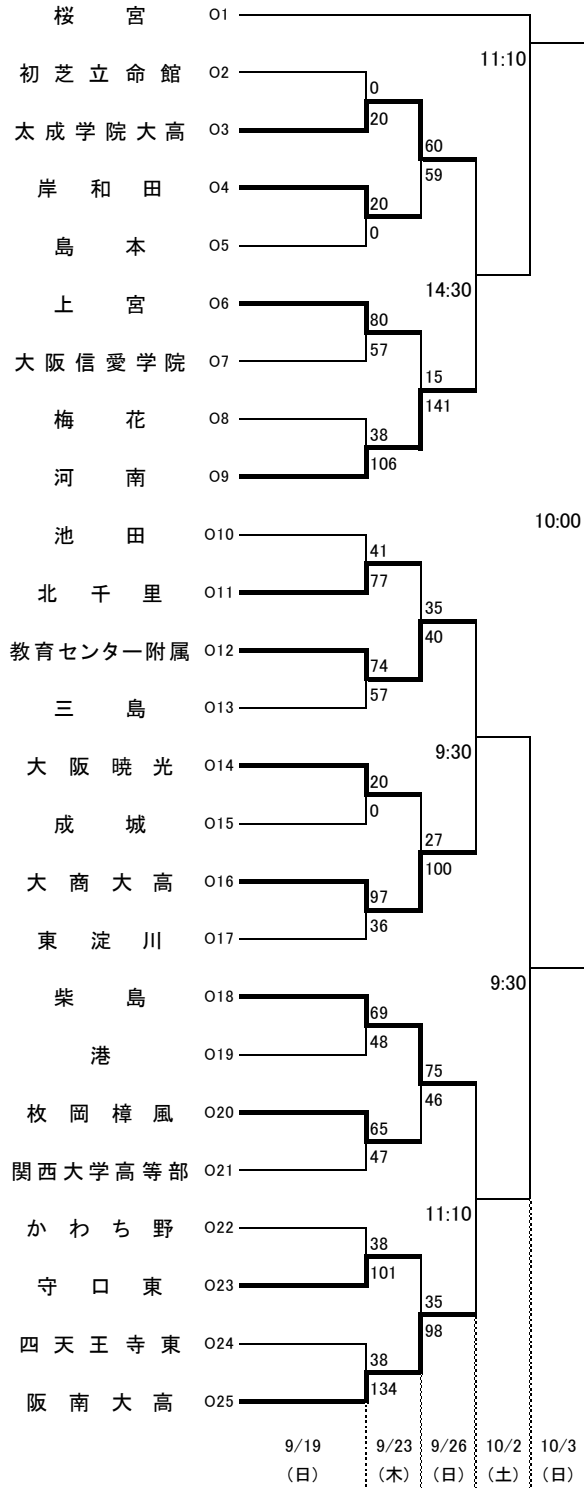 桜宮 O1
11:10
初芝立命館 O2
0
太成学院大高 O3
20
60
岸和田 O4
59
20
島本 O5
0
14:30
上宮 O6
80
大阪信愛学院 O7
57
15
梅花 O8
141
38
河南 O9
106
10:00
池田 O10
41
北千里 O11
77
35
教育センター附属 O12
40
74
三島 O13
57
9:30
大阪暁光 O14
20
成城 O15
0
27
大商大高 O16
100
97
東淀川 O17
36
9:30
柴島 O18
69
港 O19
48
75
枚岡樟風 O20
46
65
関西大学高等部 O21
47
11:10
かわち野 O22
38
守口東 O23
101
35
四天王寺東 O24
98
38
阪南大高 O25
134
9/19 9/23 9/26 10/2 10/3
(日) (木) (日) (土) (日)